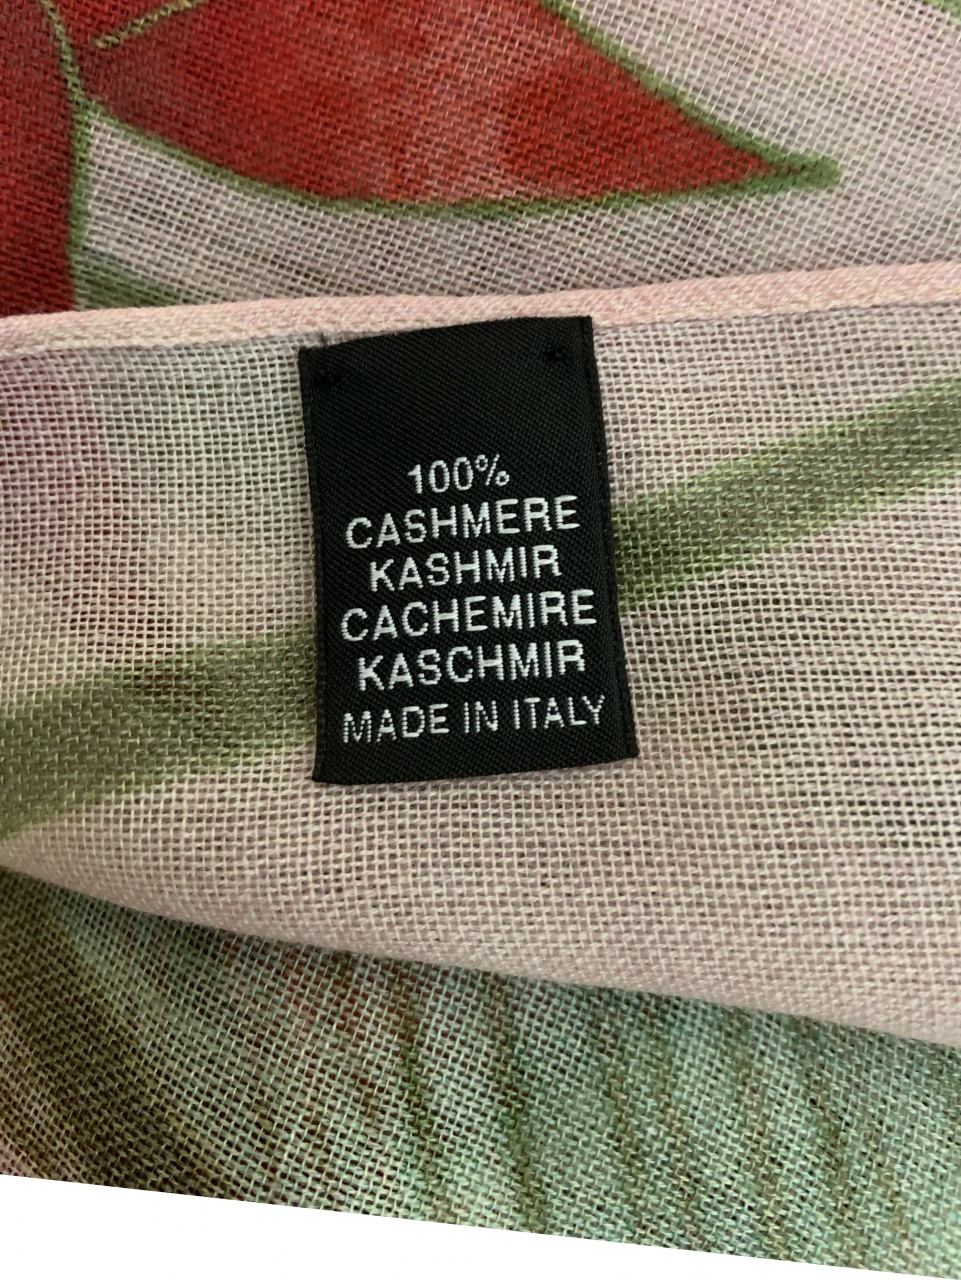 100%
CASHMERE
KASHMIR
CACHEMIRE
KASCHMIR
MADE IN ITALY